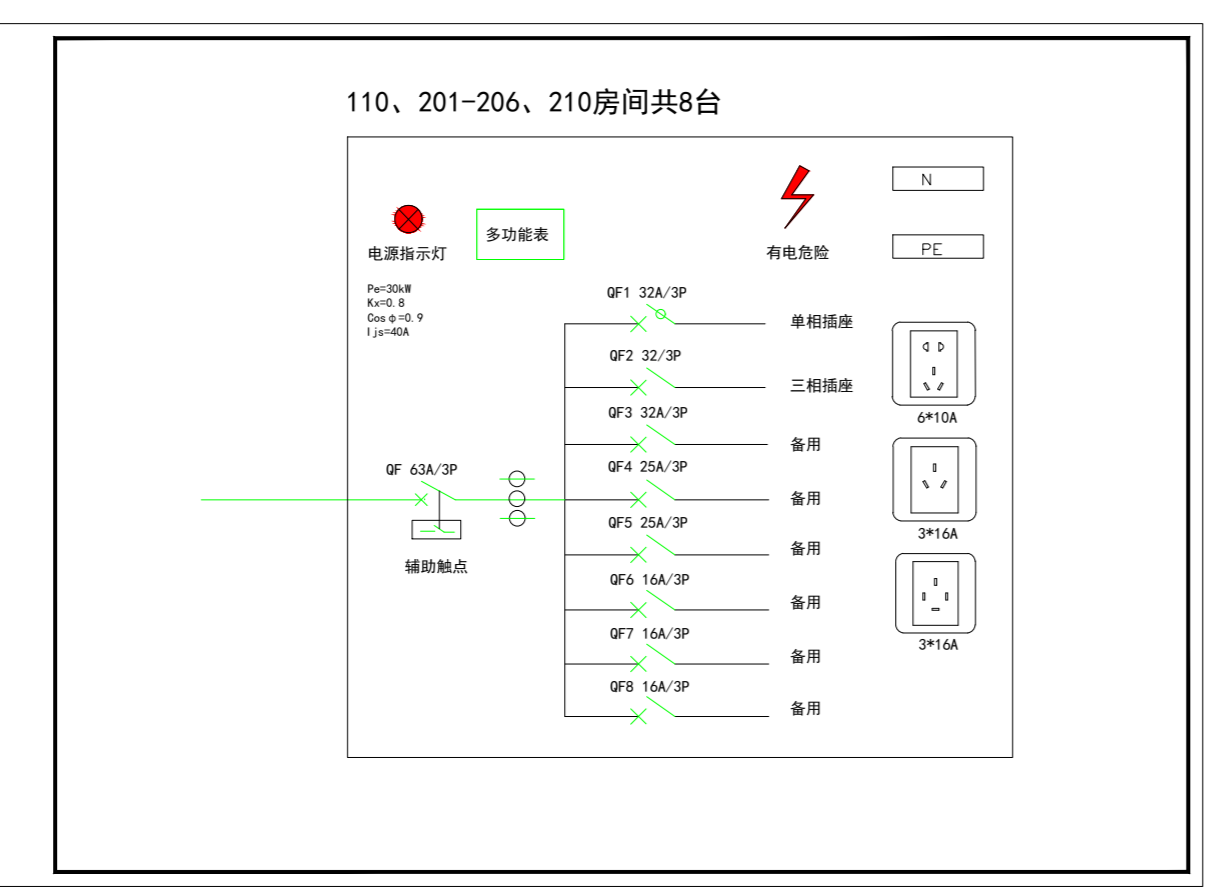 110、201-206、210房间共8台
N
多功能表
PE
电源指示灯
有电危险
Pe=30kW
Kx=0.8
Cosφ=0.9
Ijs=40A
QF1 32A/3P
单相插座
QF2 32/3P
三相插座
6*10A
QF3 32A/3P
备用
QF 63A/3P
QF4 25A/3P
备用
QF5 25A/3P
3*16A
备用
辅助触点
QF6 16A/3P
备用
QF7 16A/3P
3*16A
备用
QF8 16A/3P
备用